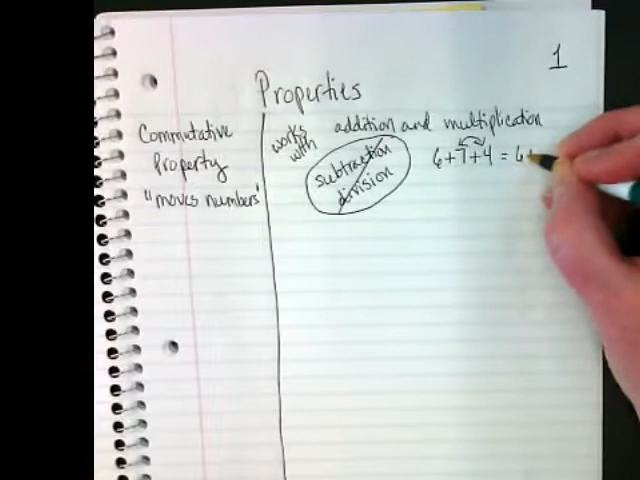 1
Properties
Commutative
Property
"moves numbers"
works
with
addition and multiplication
subtraction
division
6+7+4 = 6+